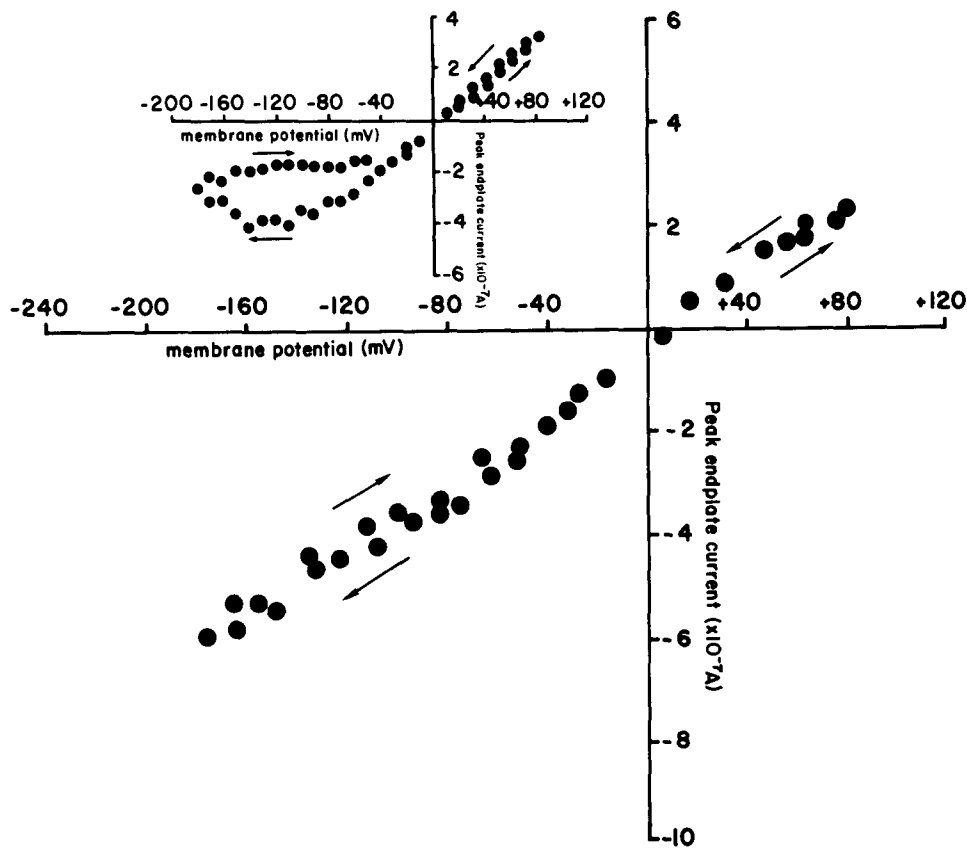 4
2
-200 -160 -120 -80 -40
+40 +80 +120
membrane potential (mV)
-2
-4
-6
Peak endplate current (x10⁻⁷A)
6
4
2
-240 -200 -160 -120 -80 -40
+40 +80 +120
membrane potential (mV)
-2
-4
-6
-8
-10
Peak endplate current (x10⁻⁷A)